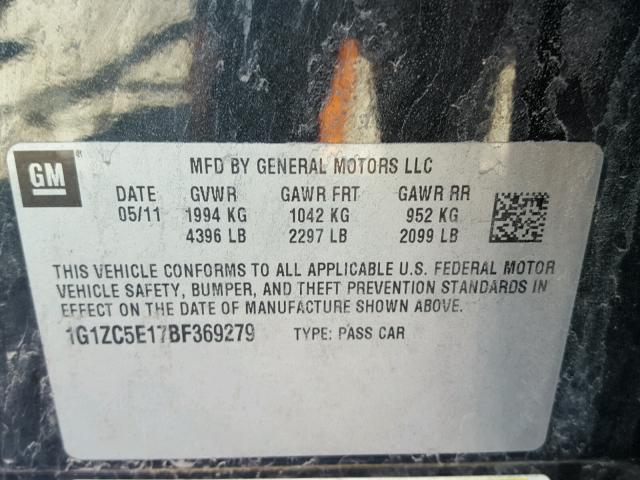 GM
MFD BY GENERAL MOTORS LLC
DATE GVWR GAWR FRT GAWR RR
05/11 1994 KG 1042 KG 952 KG
4396 LB 2297 LB 2099 LB
THIS VEHICLE CONFORMS TO ALL APPLICABLE U.S. FEDERAL MOTOR
VEHICLE SAFETY, BUMPER, AND THEFT PREVENTION STANDARDS IN
EFFECT ON THE DATE OF MANUFACTURE SHOWN ABOVE.
1G1ZC5E17BF369279 TYPE: PASS CAR